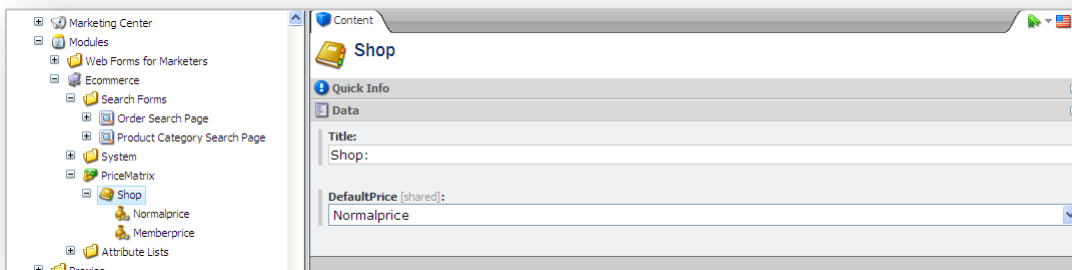 Marketing Center
Modules
Web Forms for Marketers
Ecommerce
Search Forms
Order Search Page
Product Category Search Page
System
PriceMatrix
Shop
Normalprice
Memberprice
Attribute Lists
Content
Shop
Quick Info
Data
Title:
Shop:
DefaultPrice [shared]:
Normalprice